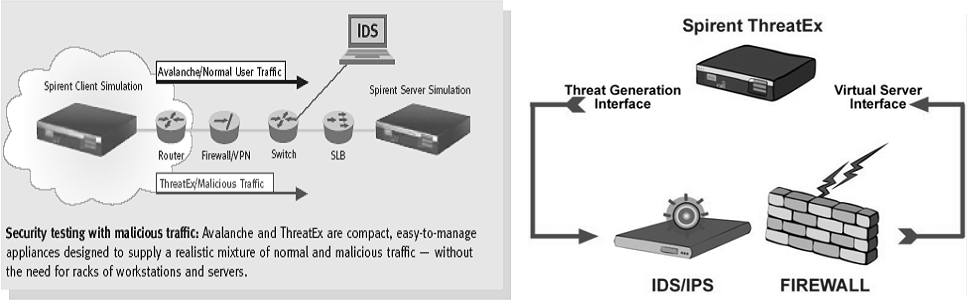 IDS
Avalanche/Normal User Traffic
Spirent Client Simulation
Spirent Server Simulation
Router
Firewall/VPN
Switch
SLB
ThreatEx/Malicious Traffic
Security testing with malicious traffic: Avalanche and ThreatEx are compact, easy-to-manage
appliances designed to supply a realistic mixture of normal and malicious traffic — without
the need for racks of workstations and servers.
Spirent ThreatEx
Threat Generation
Interface
Virtual Server
Interface
IDS/IPS
FIREWALL